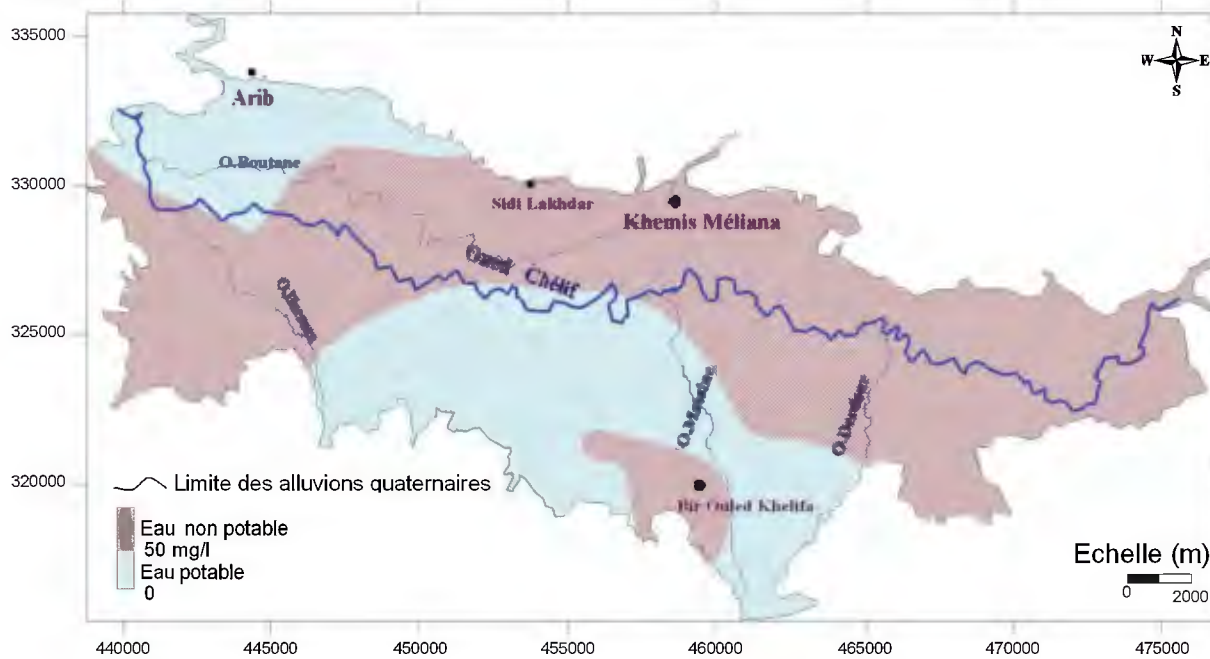 335000
330000
325000
320000
N
W E
S
Arib
O.Boutane
Sidi Lakhdar
Khemis Méliana
Oued Chélif
Bir Ouled Khelifa
Limite des alluvions quaternaires
Eau non potable
50 mg/l
Eau potable
0
Echelle (m)
0 2000
440000 445000 450000 455000 460000 465000 470000 475000